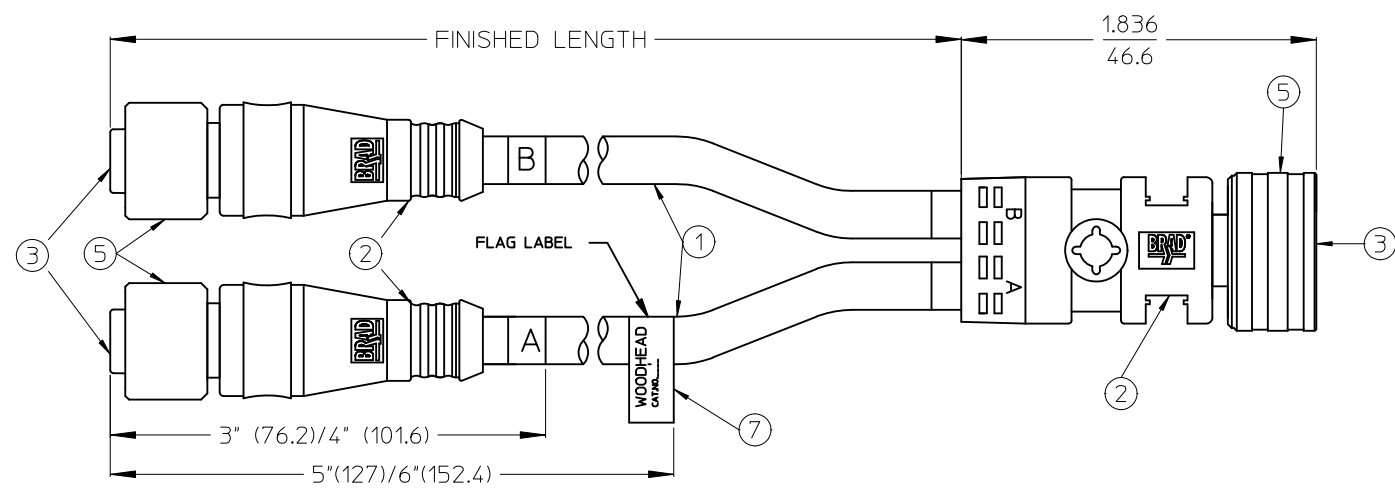 FINISHED LENGTH
1.836
46.6
5
BRAD
B
B
3
5
2
FLAG LABEL
1
BRAD®
3
A
BRAD
A
WOODHEAD
CAT.NO.____
2
7
3" (76.2)/4" (101.6)
5"(127)/6"(152.4)